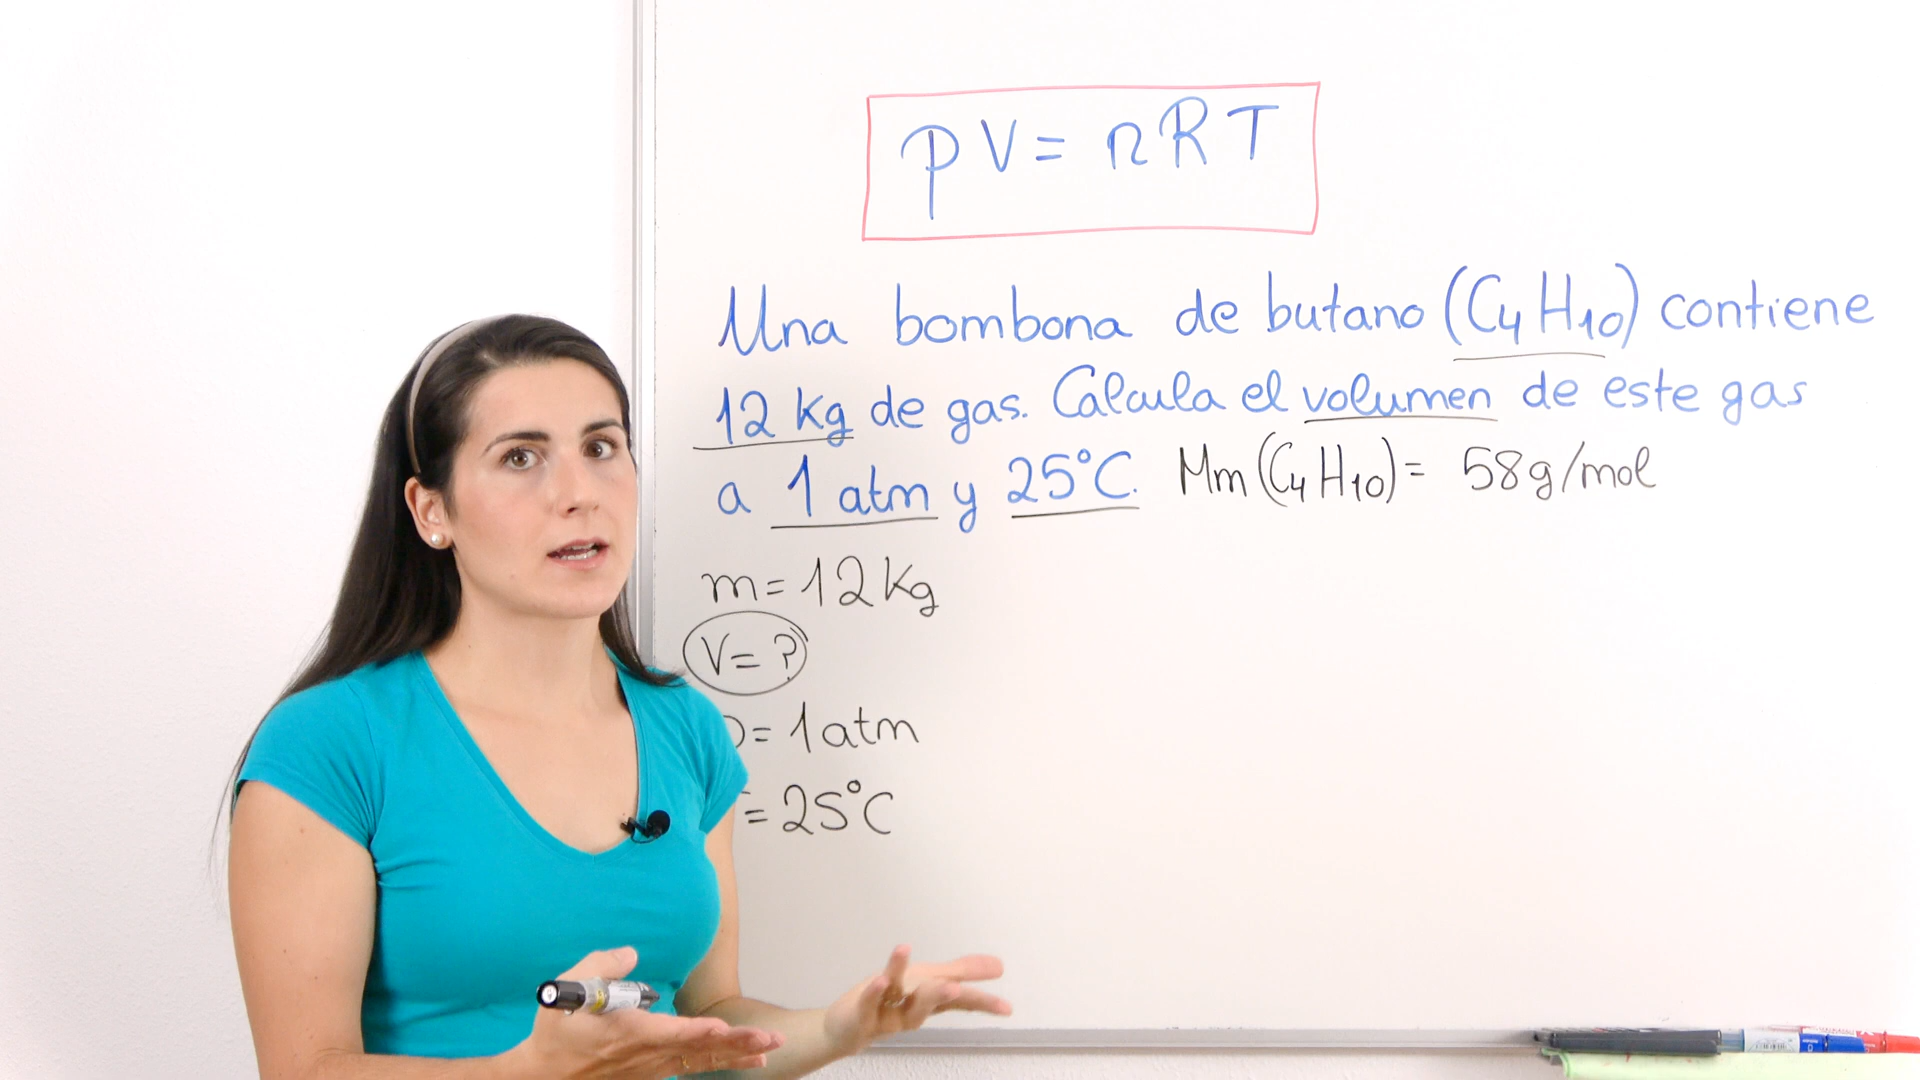 pV = nRT
Una bombona de butano (C₄H₁₀) contiene
12 kg de gas. Calcula el volumen de este gas
a 1 atm y 25°C. Mm (C₄H₁₀) = 58g/mol
m = 12 Kg
V = ?
= 1 atm
= 25°C